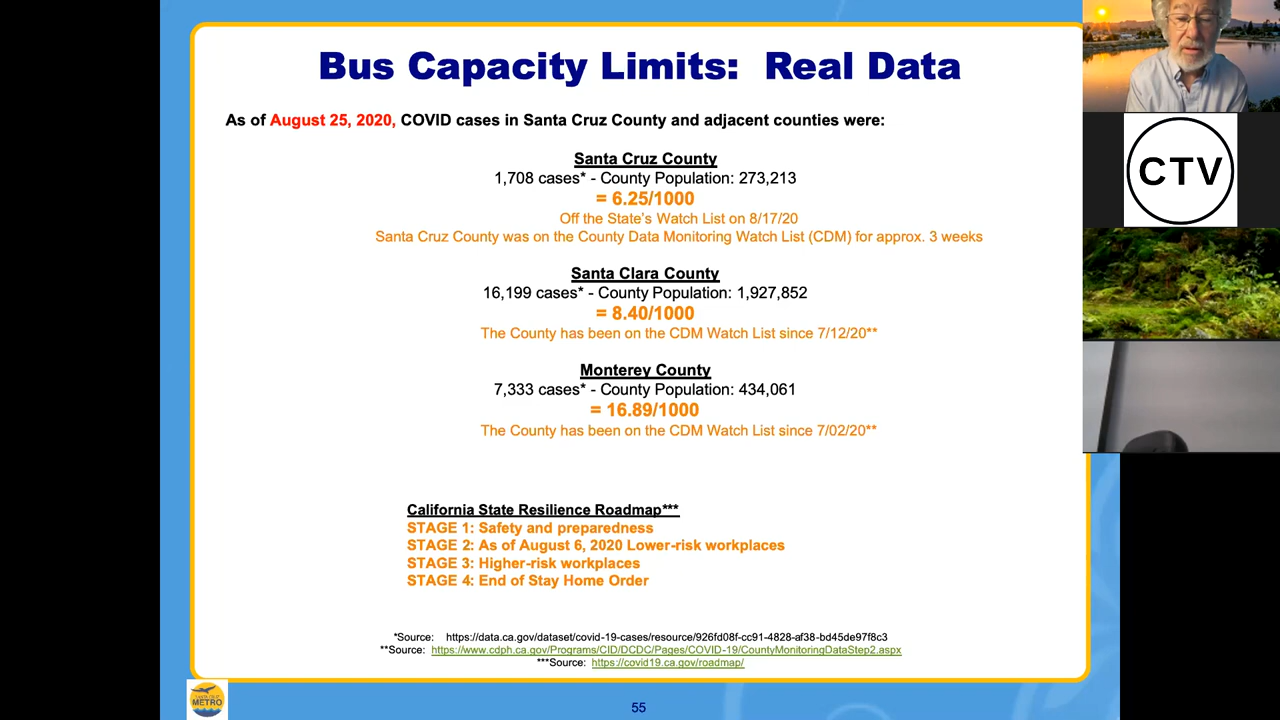 Bus Capacity Limits: Real Data
As of August 25, 2020, COVID cases in Santa Cruz County and adjacent counties were:
Santa Cruz County
1,708 cases* - County Population: 273,213
= 6.25/1000
Off the State's Watch List on 8/17/20
Santa Cruz County was on the County Data Monitoring Watch List (CDM) for approx. 3 weeks
Santa Clara County
16,199 cases* - County Population: 1,927,852
= 8.40/1000
The County has been on the CDM Watch List since 7/12/20**
Monterey County
7,333 cases* - County Population: 434,061
= 16.89/1000
The County has been on the CDM Watch List since 7/02/20**
California State Resilience Roadmap***
STAGE 1: Safety and preparedness
STAGE 2: As of August 6, 2020 Lower-risk workplaces
STAGE 3: Higher-risk workplaces
STAGE 4: End of Stay Home Order
*Source: https://data.ca.gov/dataset/covid-19-cases/resource/926fd08f-cc91-4828-af38-bd45de97f8c3
**Source: https://www.cdph.ca.gov/Programs/CID/DCDC/Pages/COVID-19/CountyMonitoringDataStep2.aspx
***Source: https://covid19.ca.gov/roadmap/
SANTA CRUZ
METRO
55
CTV